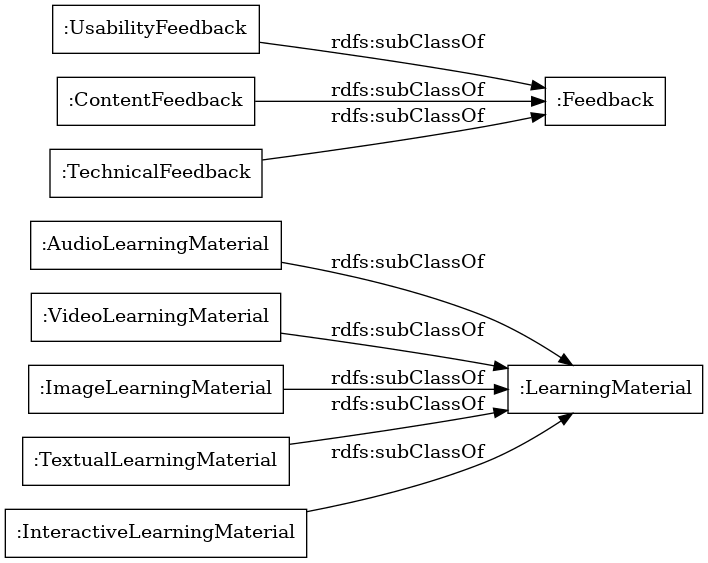 :UsabilityFeedback
rdfs:subClassOf
:ContentFeedback
rdfs:subClassOf
:Feedback
rdfs:subClassOf
:TechnicalFeedback
:AudioLearningMaterial
rdfs:subClassOf
:VideoLearningMaterial
rdfs:subClassOf
:ImageLearningMaterial
rdfs:subClassOf
:LearningMaterial
rdfs:subClassOf
:TextualLearningMaterial
rdfs:subClassOf
:InteractiveLearningMaterial